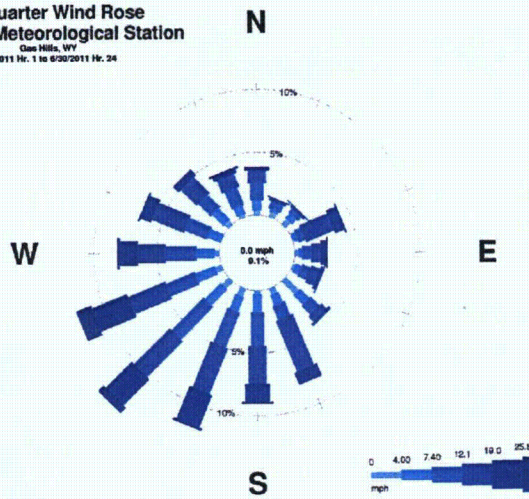 uarter Wind Rose
Meteorological Station
Gas Hills, WY
011 Hr. 1 to 6/30/2011 Hr. 24
N
10%
5%
W
0.0 mph
9.1%
E
5%
10%
S
0 4.00 7.40 12.1 19.0 25.
mph